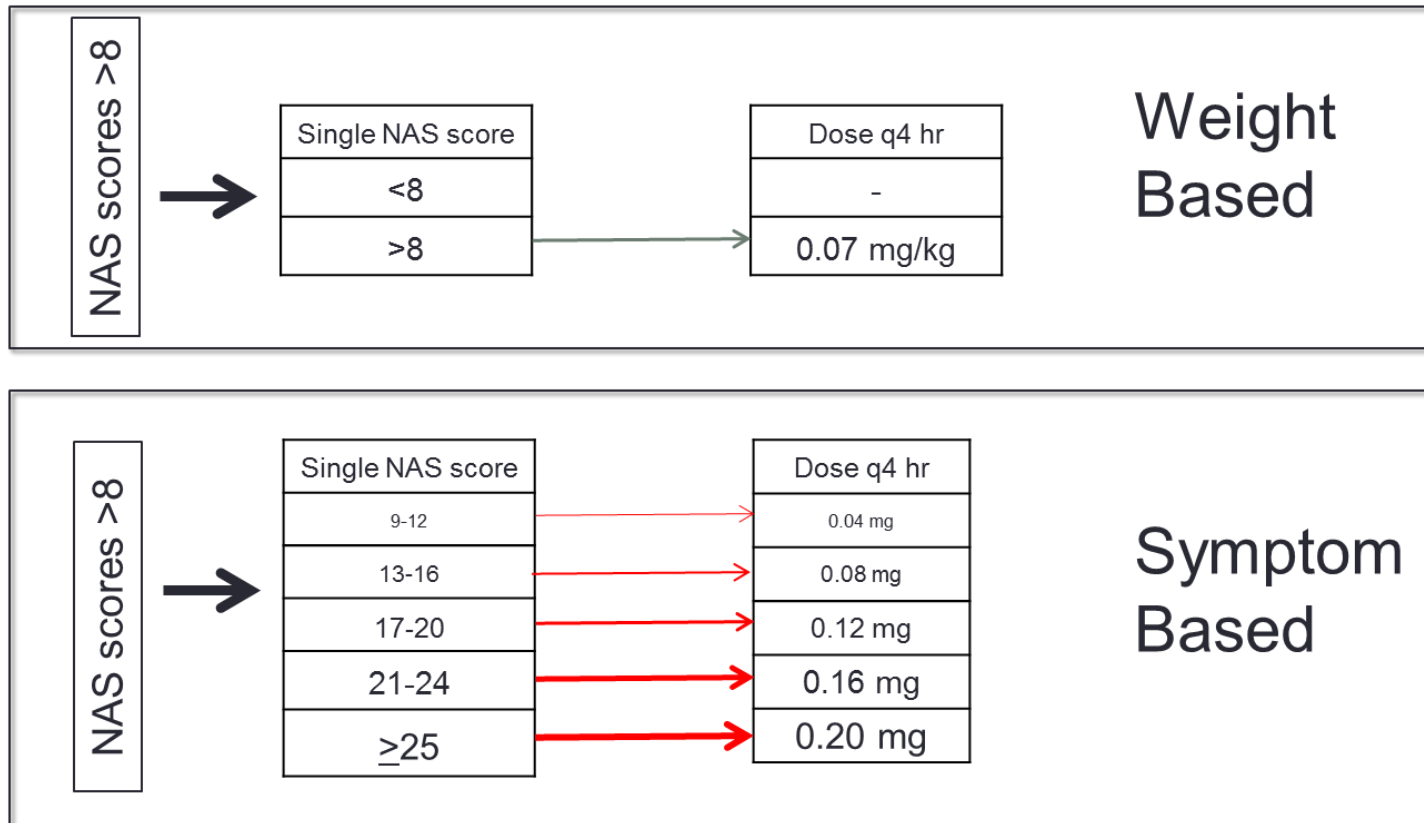 NAS scores >8
Single NAS score
<8
>8
Dose q4 hr
-
0.07 mg/kg
Weight
Based
NAS scores >8
Single NAS score
9-12
13-16
17-20
21-24
≥25
Dose q4 hr
0.04 mg
0.08 mg
0.12 mg
0.16 mg
0.20 mg
Symptom
Based